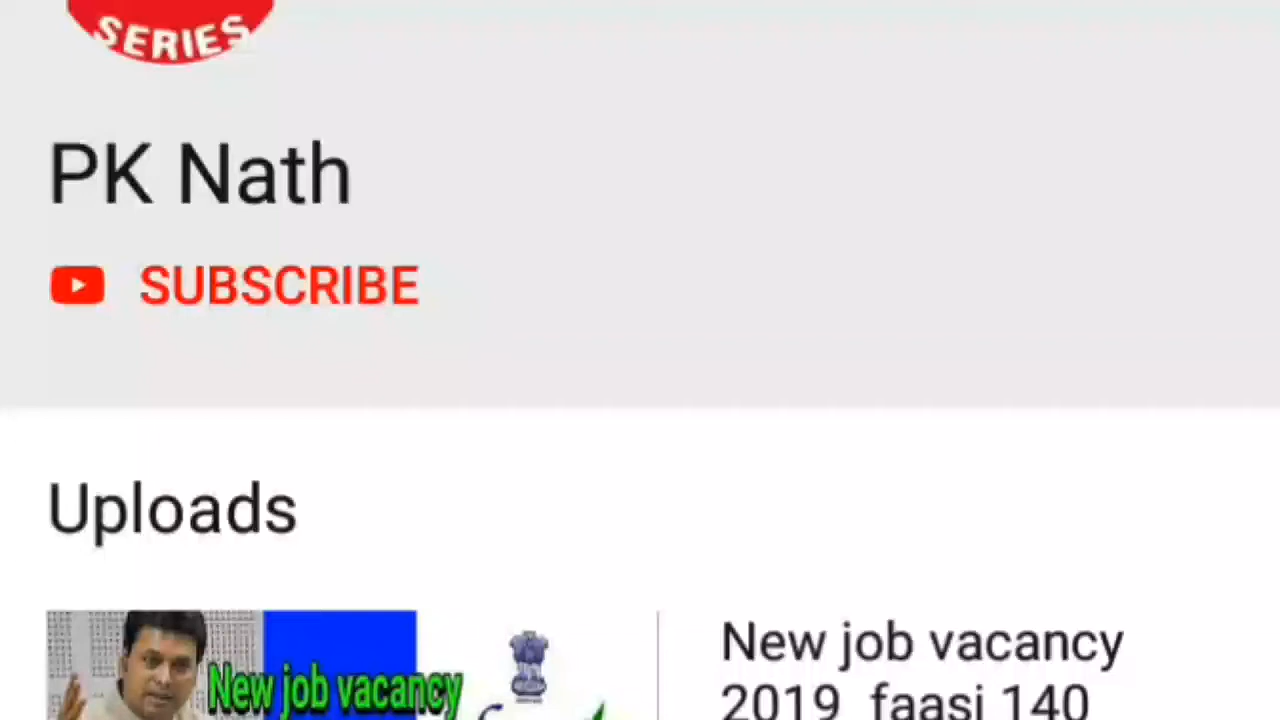 SERIES
PK Nath
SUBSCRIBE
Uploads
New job vacancy
New job vacancy
2019 faasi 140